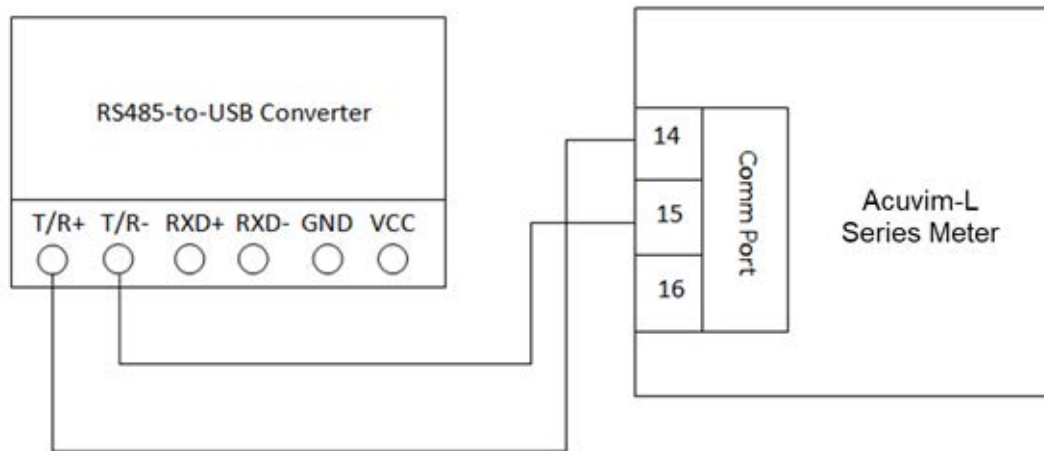 RS485-to-USB Converter
T/R+ T/R- RXD+ RXD- GND VCC
14
15
16
Comm Port
Acuvim-L
Series Meter